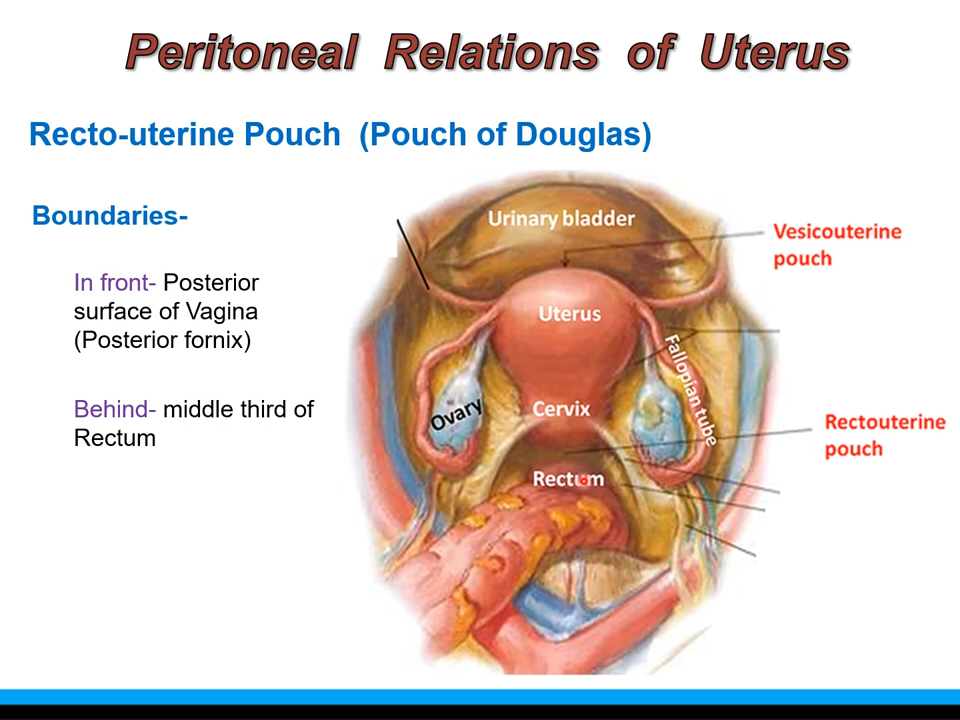 Peritoneal Relations of Uterus
Recto-uterine Pouch (Pouch of Douglas)
Boundaries-
In front- Posterior
surface of Vagina
(Posterior fornix)
Behind- middle third of
Rectum
Urinary bladder
Vesicouterine
pouch
Uterus
Fallopian tube
Ovary
Cervix
Rectouterine
pouch
Rectum